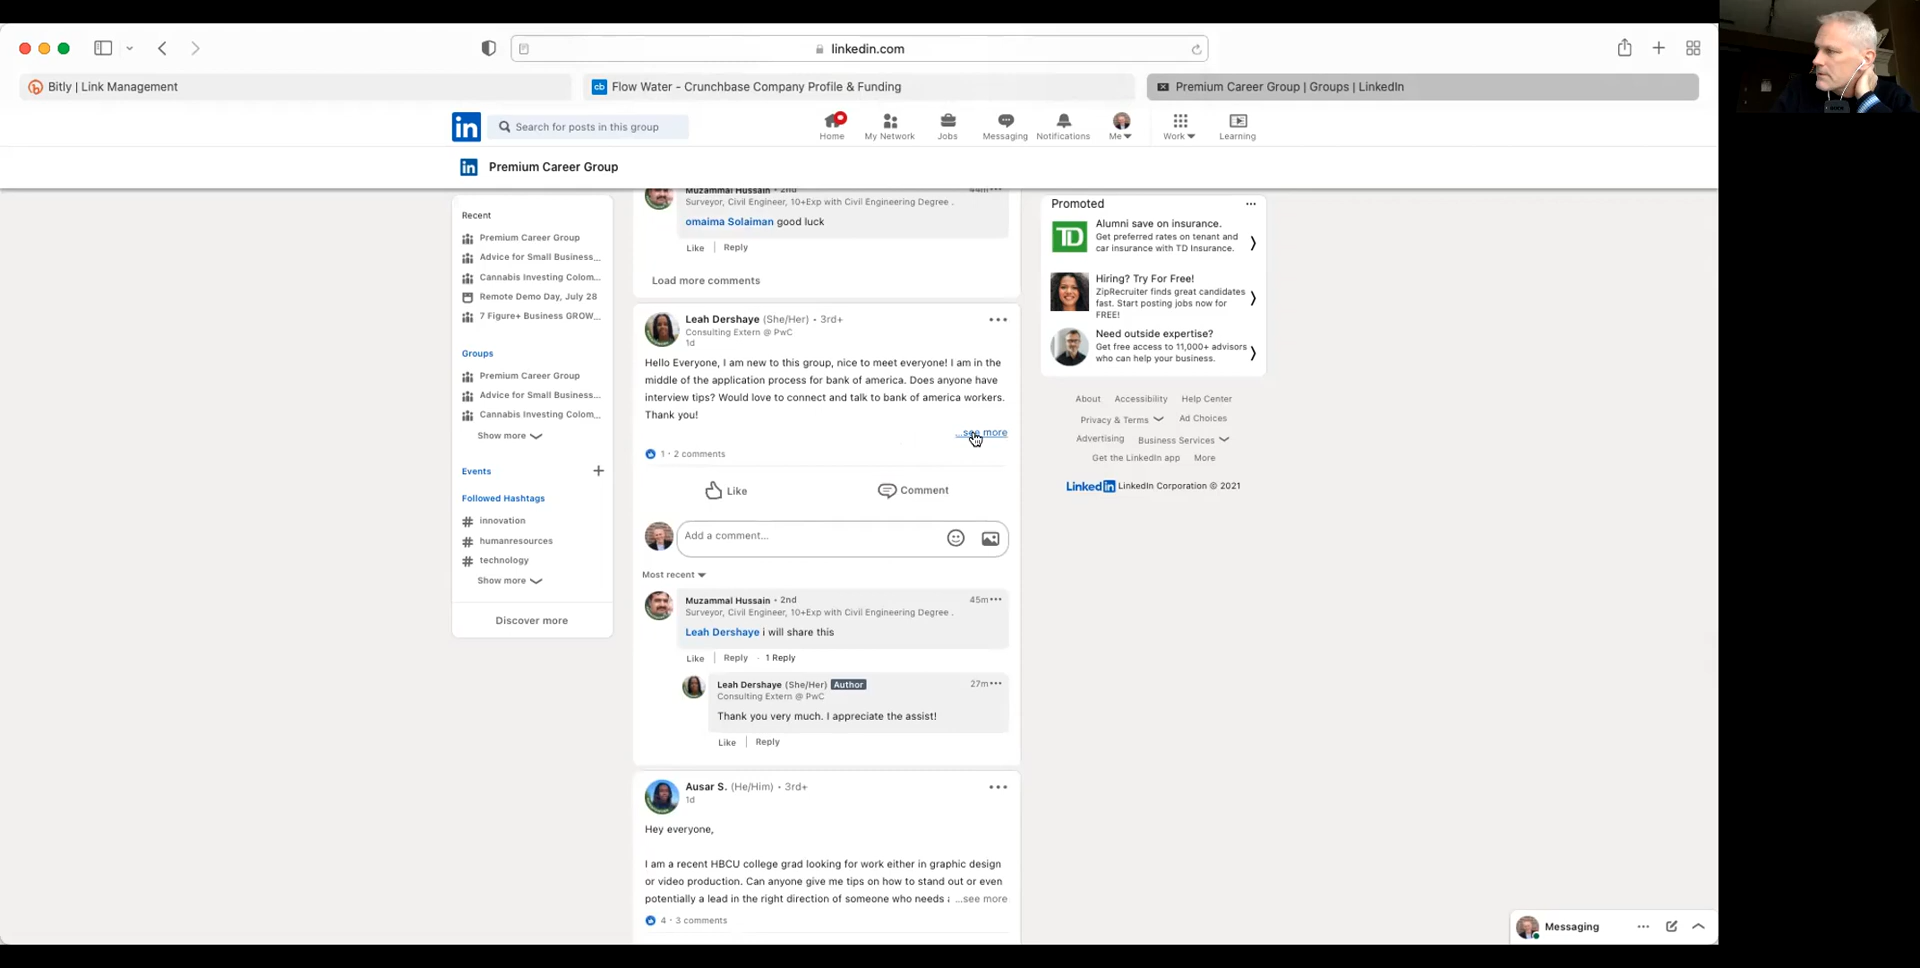 linkedin.com
Bitly | Link Management
Flow Water - Crunchbase Company Profile & Funding
Premium Career Group | Groups | LinkedIn
Search for posts in this group
Home
My Network
Jobs
Messaging
Notifications
Me
Work
Learning
Premium Career Group
Recent
Premium Career Group
Advice for Small Business...
Cannabis Investing Colom...
Remote Demo Day, July 28
7 Figure+ Business GROW...
Groups
Premium Career Group
Advice for Small Business...
Cannabis Investing Colom...
Show more
Events
Followed Hashtags
innovation
humanresources
technology
Show more
Discover more
Muzammal Hussain • 2nd
44m
Surveyor, Civil Engineer, 10+Exp with Civil Engineering Degree .
omaima Solaiman good luck
Like
Reply
Load more comments
Leah Dershaye (She/Her) • 3rd+
Consulting Extern @ PwC
1d
Hello Everyone, I am new to this group, nice to meet everyone! I am in the
middle of the application process for bank of america. Does anyone have
interview tips? Would love to connect and talk to bank of america workers.
Thank you!
...see more
1 · 2 comments
Like
Comment
Add a comment...
Most recent
Muzammal Hussain • 2nd
45m
Surveyor, Civil Engineer, 10+Exp with Civil Engineering Degree .
Leah Dershaye i will share this
Like
Reply · 1 Reply
Leah Dershaye (She/Her) Author
27m
Consulting Extern @ PwC
Thank you very much. I appreciate the assist!
Like
Reply
Ausar S. (He/Him) • 3rd+
1d
Hey everyone,
I am a recent HBCU college grad looking for work either in graphic design
or video production. Can anyone give me tips on how to stand out or even
potentially a lead in the right direction of someone who needs ...see more
4 · 3 comments
Promoted
TD
Alumni save on insurance.
Get preferred rates on tenant and
car insurance with TD Insurance.
Hiring? Try For Free!
ZipRecruiter finds great candidates
fast. Start posting jobs now for
FREE!
Need outside expertise?
Get free access to 11,000+ advisors
who can help your business.
About
Accessibility
Help Center
Privacy & Terms
Ad Choices
Advertising
Business Services
Get the LinkedIn app
More
LinkedIn LinkedIn Corporation © 2021
Messaging